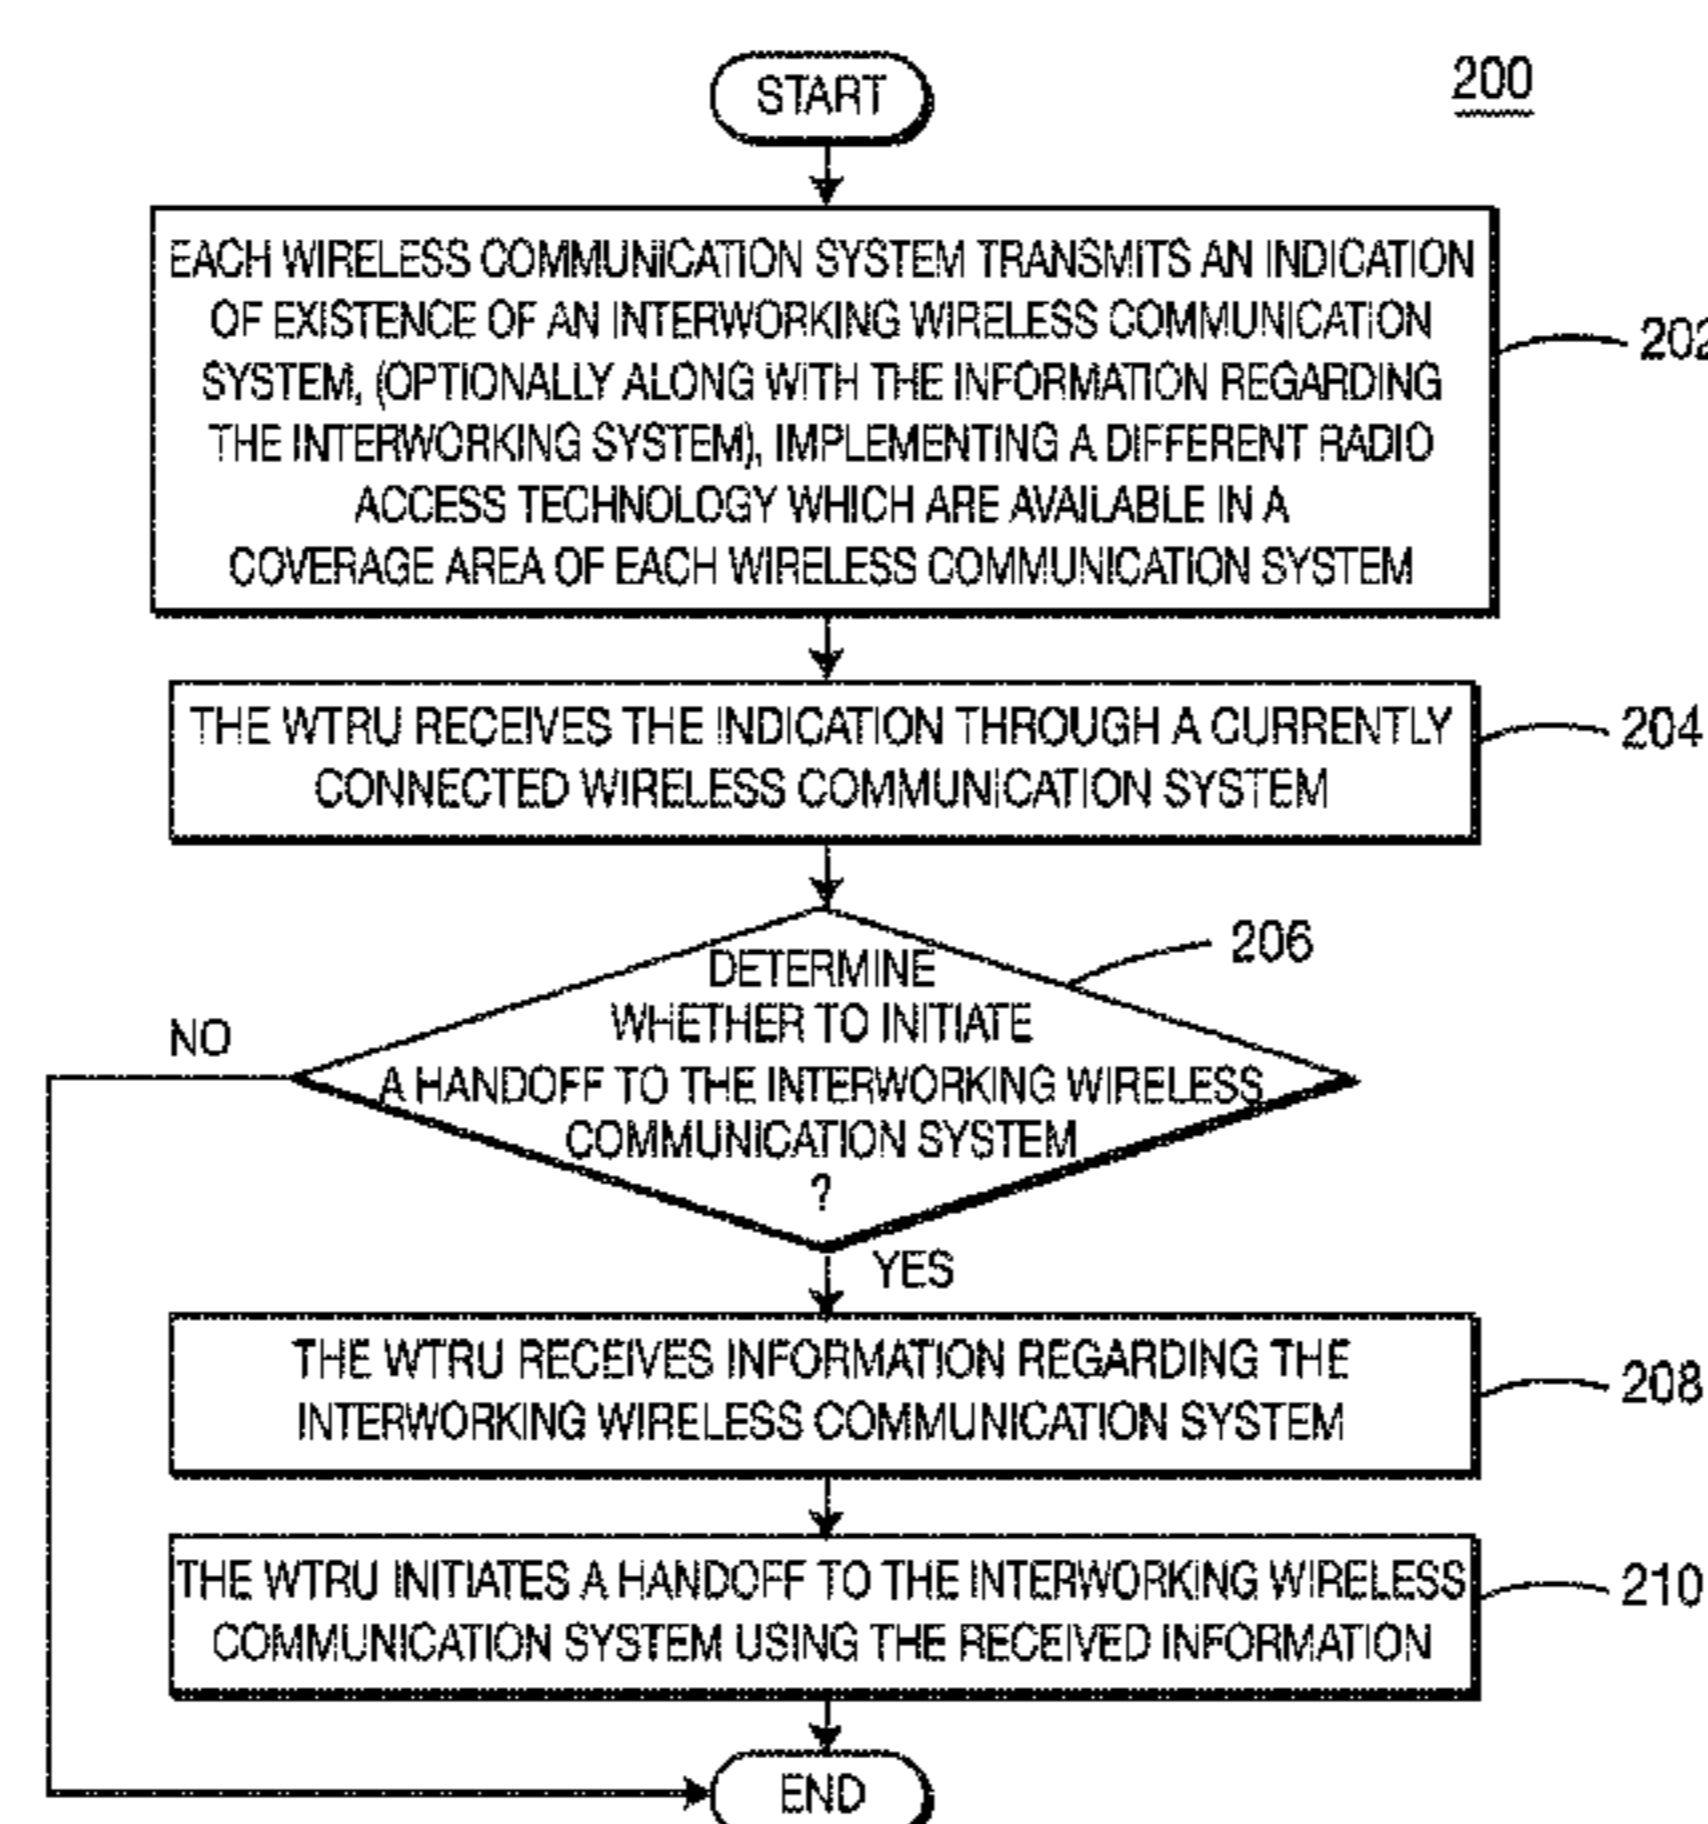 START
200
EACH WIRELESS COMMUNICATION SYSTEM TRANSMITS AN INDICATION
OF EXISTENCE OF AN INTERWORKING WIRELESS COMMUNICATION
SYSTEM, (OPTIONALLY ALONG WITH THE INFORMATION REGARDING
THE INTERWORKING SYSTEM), IMPLEMENTING A DIFFERENT RADIO
ACCESS TECHNOLOGY WHICH ARE AVAILABLE IN A
COVERAGE AREA OF EACH WIRELESS COMMUNICATION SYSTEM
202
THE WTRU RECEIVES THE INDICATION THROUGH A CURRENTLY
CONNECTED WIRELESS COMMUNICATION SYSTEM
204
DETERMINE
WHETHER TO INITIATE
A HANDOFF TO THE INTERWORKING WIRELESS
COMMUNICATION SYSTEM
?
206
NO
YES
THE WTRU RECEIVES INFORMATION REGARDING THE
INTERWORKING WIRELESS COMMUNICATION SYSTEM
208
THE WTRU INITIATES A HANDOFF TO THE INTERWORKING WIRELESS
COMMUNICATION SYSTEM USING THE RECEIVED INFORMATION
210
END